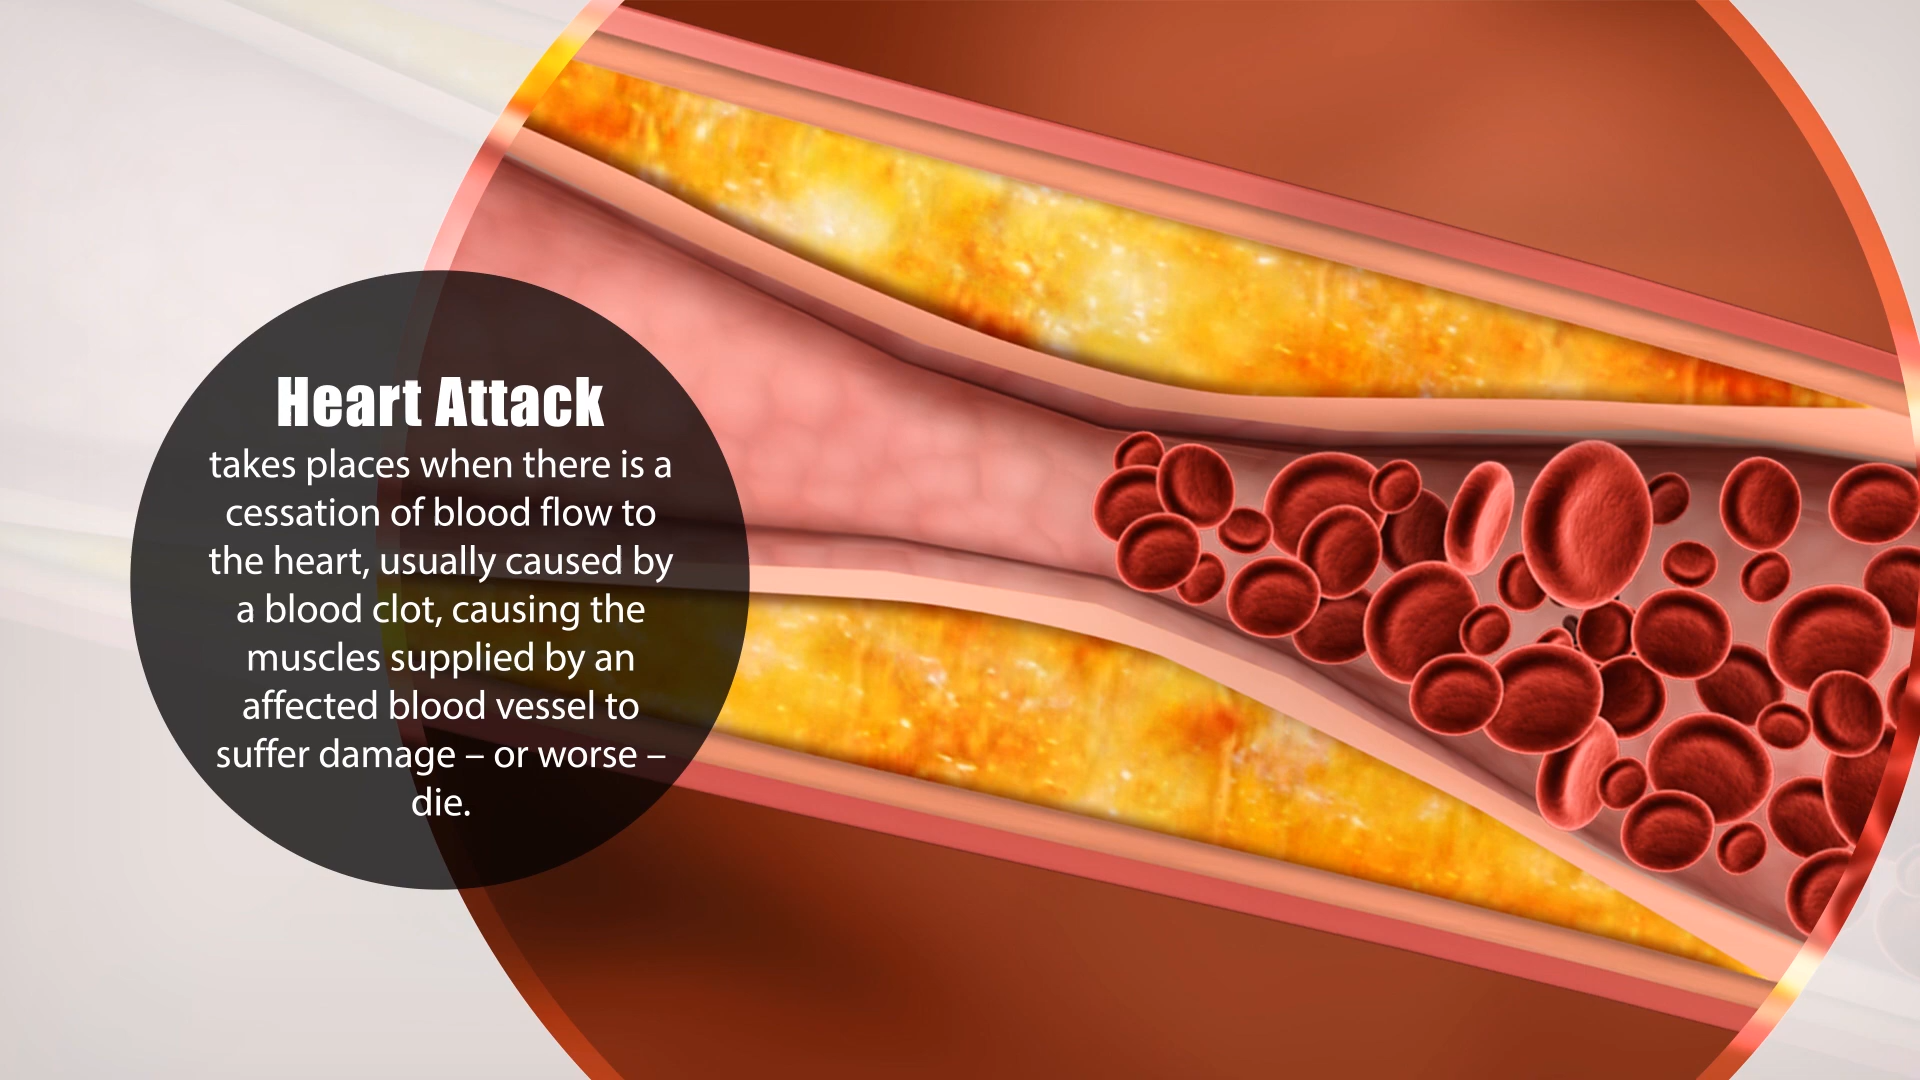 Heart Attack
takes places when there is a
cessation of blood flow to
the heart, usually caused by
a blood clot, causing the
muscles supplied by an
affected blood vessel to
suffer damage – or worse –
die.